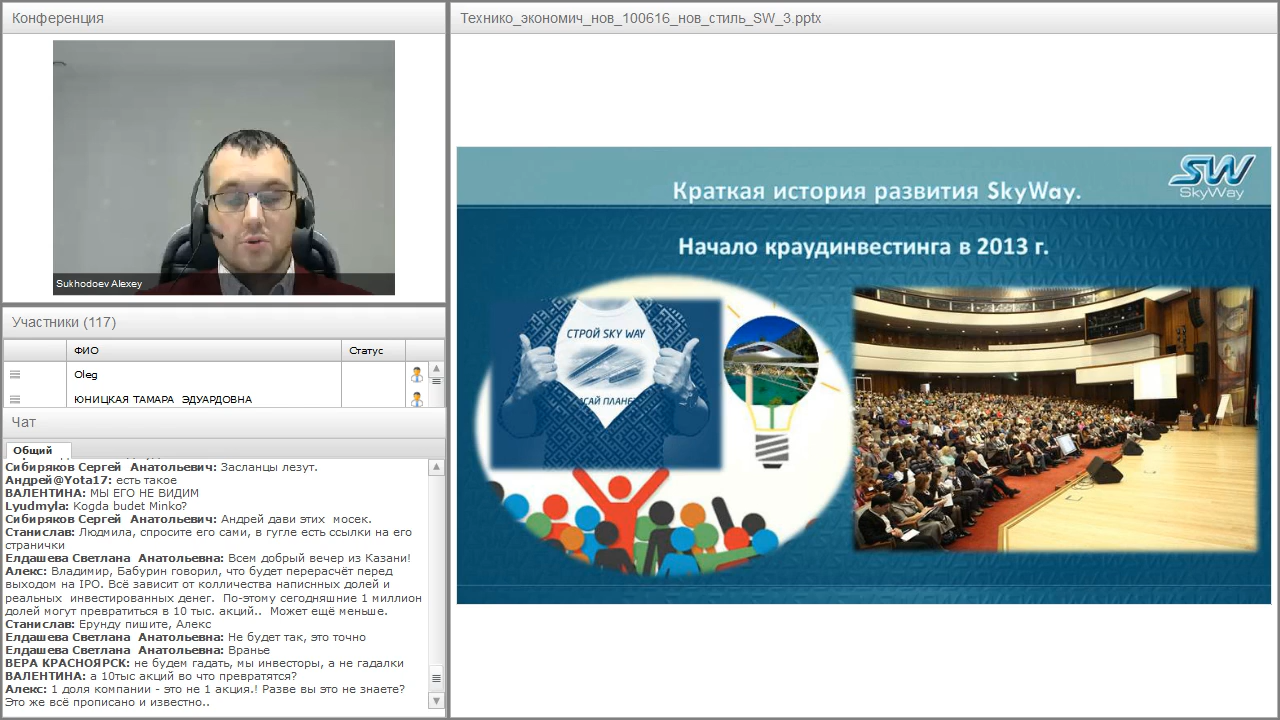 Конференция
Sukhodoev Alexey
Участники (117)
ФИО
Статус
Oleg
ЮНИЦКАЯ ТАМАРА ЭДУАРДОВНА
Чат
Общий
Сибиряков Сергей Анатольевич: Засланцы лезут.
Андрей@Yota17: есть такое
ВАЛЕНТИНА: МЫ ЕГО НЕ ВИДИМ
Lyudmyla: Kogda budet Minko?
Сибиряков Сергей Анатольевич: Андрей дави этих мосек.
Станислав: Людмила, спросите его сами, в гугле есть ссылки на его
странички
Елдашева Светлана Анатольевна: Всем добрый вечер из Казани!
Алекс: Владимир, Бабурин говорил, что будет перерасчёт перед
выходом на IPO. Всё зависит от колличества написнных долей и
реальных инвестированных денег. По-этому сегодняшние 1 миллион
долей могут превратиться в 10 тыс. акций.. Может ещё меньше.
Станислав: Ерунду пишите, Алекс
Елдашева Светлана Анатольевна: Не будет так, это точно
Елдашева Светлана Анатольевна: Вранье
ВЕРА КРАСНОЯРСК: не будем гадать, мы инвесторы, а не гадалки
ВАЛЕНТИНА: а 10тыс акций во что превратятся?
Алекс: 1 доля компании - это не 1 акция.! Разве вы это не знаете?
Это же всё прописано и известно..
Технико_экономич_нов_100616_нов_стиль_SW_3.pptx
SW
SkyWay
Краткая история развития SkyWay.
Начало краудинвестинга в 2013 г.
СТРОЙ SKY WAY